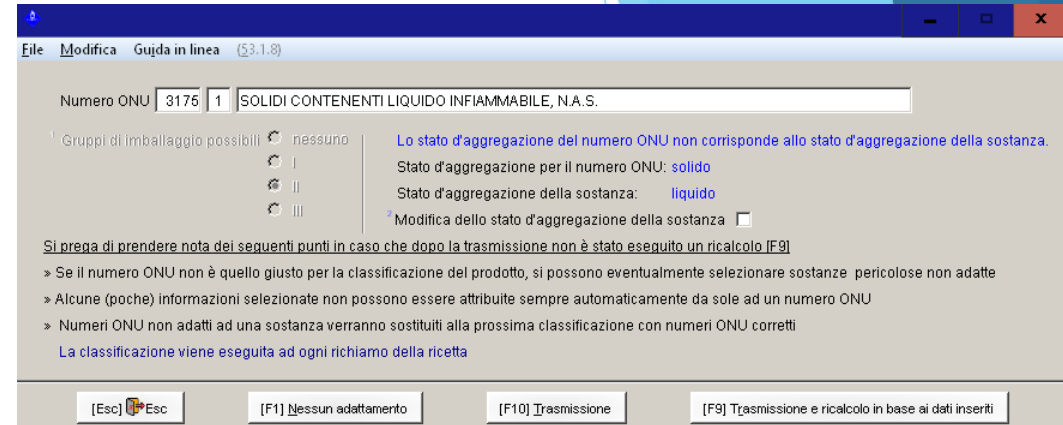 File Modifica Guida in linea (53.1.8)
Numero ONU 3175 1 SOLIDI CONTENENTI LIQUIDO INFIAMMABILE, N.A.S.
1 Gruppi di imballaggio possibili nessuno
I
II
III
Lo stato d'aggregazione del numero ONU non corrisponde allo stato d'aggregazione della sostanza.
Stato d'aggregazione per il numero ONU: solido
Stato d'aggregazione della sostanza: liquido
2 Modifica dello stato d'aggregazione della sostanza
Si prega di prendere nota dei seguenti punti in caso che dopo la trasmissione non è stato eseguito un ricalcolo [F9]
» Se il numero ONU non è quello giusto per la classificazione del prodotto, si possono eventualmente selezionare sostanze pericolose non adatte
» Alcune (poche) informazioni selezionate non possono essere attribuite sempre automaticamente da sole ad un numero ONU
» Numeri ONU non adatti ad una sostanza verranno sostituiti alla prossima classificazione con numeri ONU corretti
La classificazione viene eseguita ad ogni richiamo della ricetta
[Esc] Esc [F1] Nessun adattamento [F10] Trasmissione [F9] Trasmissione e ricalcolo in base ai dati inseriti